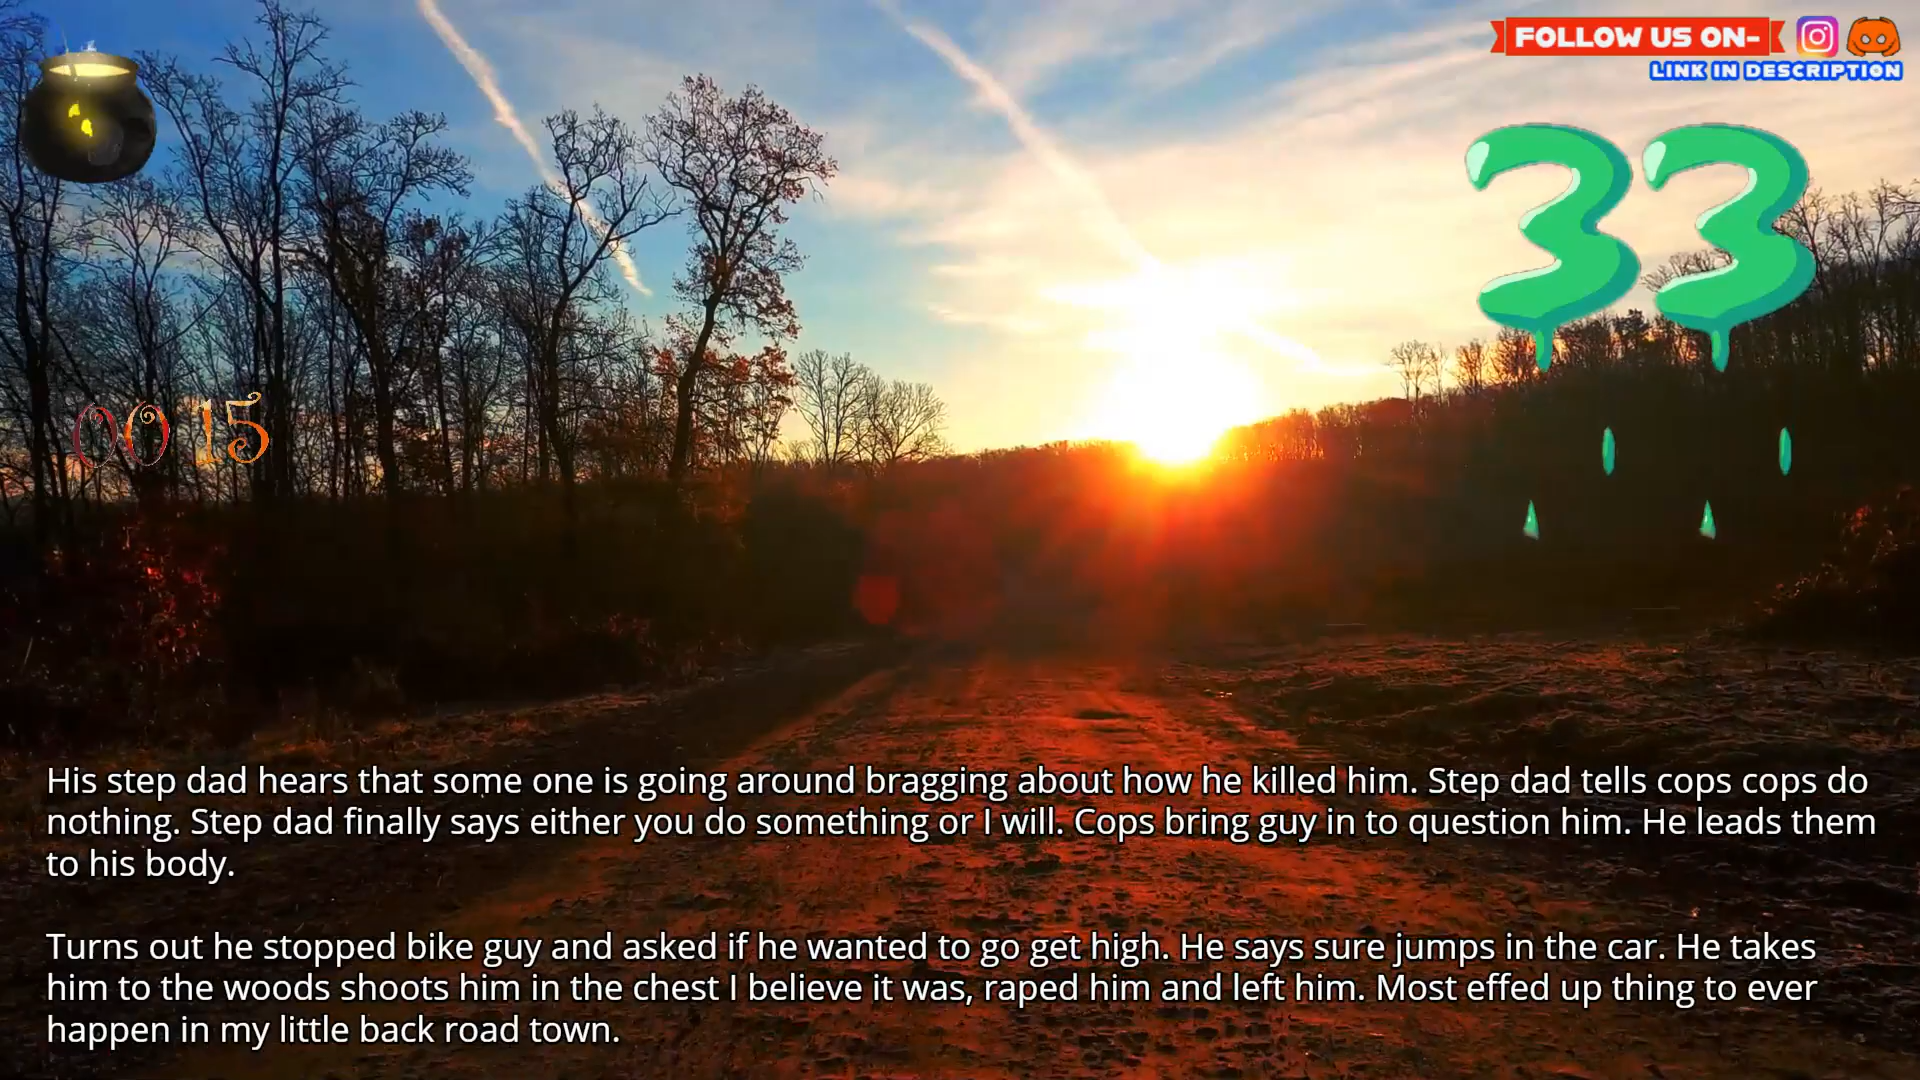 FOLLOW US ON-
LINK IN DESCRIPTION
33
00 15
His step dad hears that some one is going around bragging about how he killed him. Step dad tells cops cops do
nothing. Step dad finally says either you do something or I will. Cops bring guy in to question him. He leads them
to his body.
Turns out he stopped bike guy and asked if he wanted to go get high. He says sure jumps in the car. He takes
him to the woods shoots him in the chest I believe it was, raped him and left him. Most effed up thing to ever
happen in my little back road town.